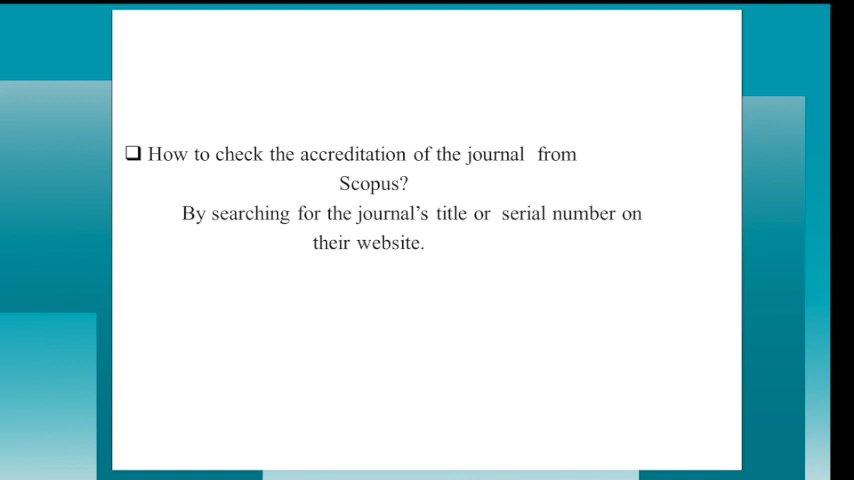 ❑ How to check the accreditation of the journal from
Scopus?
By searching for the journal’s title or serial number on
their website.